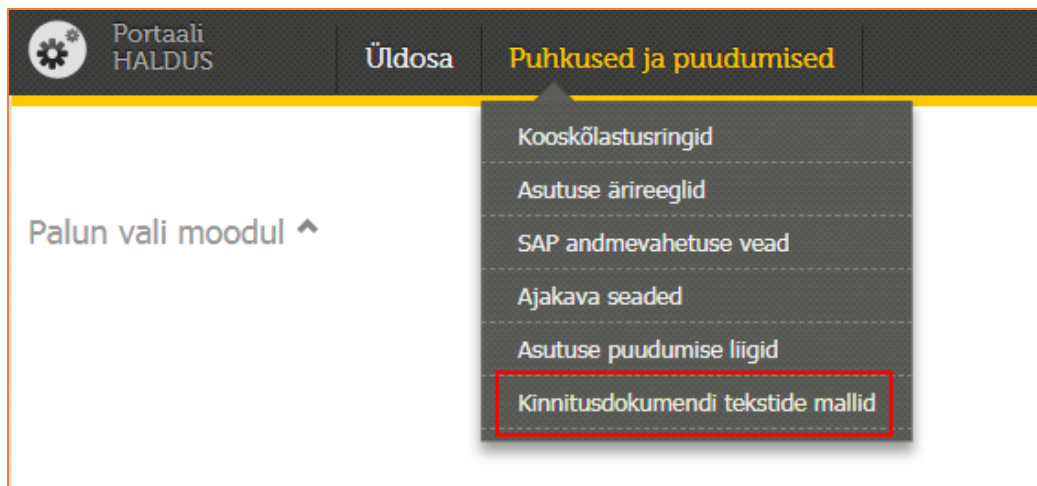 Portaali
HALDUS
Üldosa
Puhkused ja puudumised
Kooskõlastusringid
Asutuse ärireeglid
Palun vali moodul ^
SAP andmevahetuse vead
Ajakava seaded
Asutuse puudumise liigid
Kinnitusdokumendi tekstide mallid